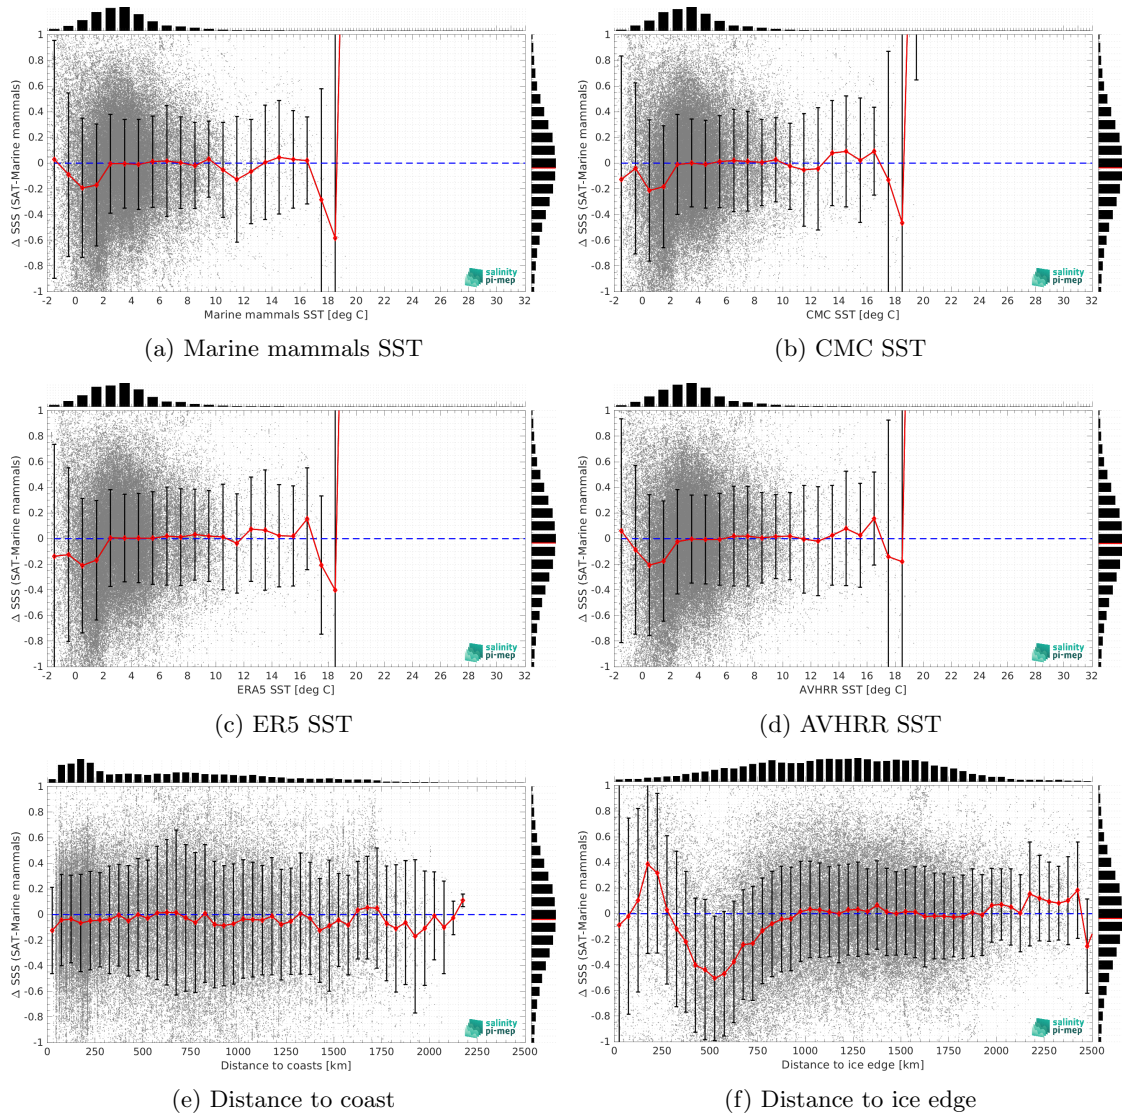 1
0.8
0.6
0.4
0.2
0
-0.2
-0.4
-0.6
-0.8
-1
Δ SSS (SAT-Marine mammals)
salinity
pi-mep
-2 0 2 4 6 8 10 12 14 16 18 20 22 24 26 28 30 32
Marine mammals SST [deg C]
(a) Marine mammals SST
1
0.8
0.6
0.4
0.2
0
-0.2
-0.4
-0.6
-0.8
-1
Δ SSS (SAT-Marine mammals)
salinity
pi-mep
-2 0 2 4 6 8 10 12 14 16 18 20 22 24 26 28 30 32
CMC SST [deg C]
(b) CMC SST
1
0.8
0.6
0.4
0.2
0
-0.2
-0.4
-0.6
-0.8
-1
Δ SSS (SAT-Marine mammals)
salinity
pi-mep
-2 0 2 4 6 8 10 12 14 16 18 20 22 24 26 28 30 32
ERA5 SST [deg C]
(c) ER5 SST
1
0.8
0.6
0.4
0.2
0
-0.2
-0.4
-0.6
-0.8
-1
Δ SSS (SAT-Marine mammals)
salinity
pi-mep
-2 0 2 4 6 8 10 12 14 16 18 20 22 24 26 28 30 32
AVHRR SST [deg C]
(d) AVHRR SST
1
0.8
0.6
0.4
0.2
0
-0.2
-0.4
-0.6
-0.8
-1
Δ SSS (SAT-Marine mammals)
salinity
pi-mep
0 250 500 750 1000 1250 1500 1750 2000 2250 2500
Distance to coasts [km]
(e) Distance to coast
1
0.8
0.6
0.4
0.2
0
-0.2
-0.4
-0.6
-0.8
-1
Δ SSS (SAT-Marine mammals)
salinity
pi-mep
0 250 500 750 1000 1250 1500 1750 2000 2250 2500
Distance to ice edge [km]
(f) Distance to ice edge